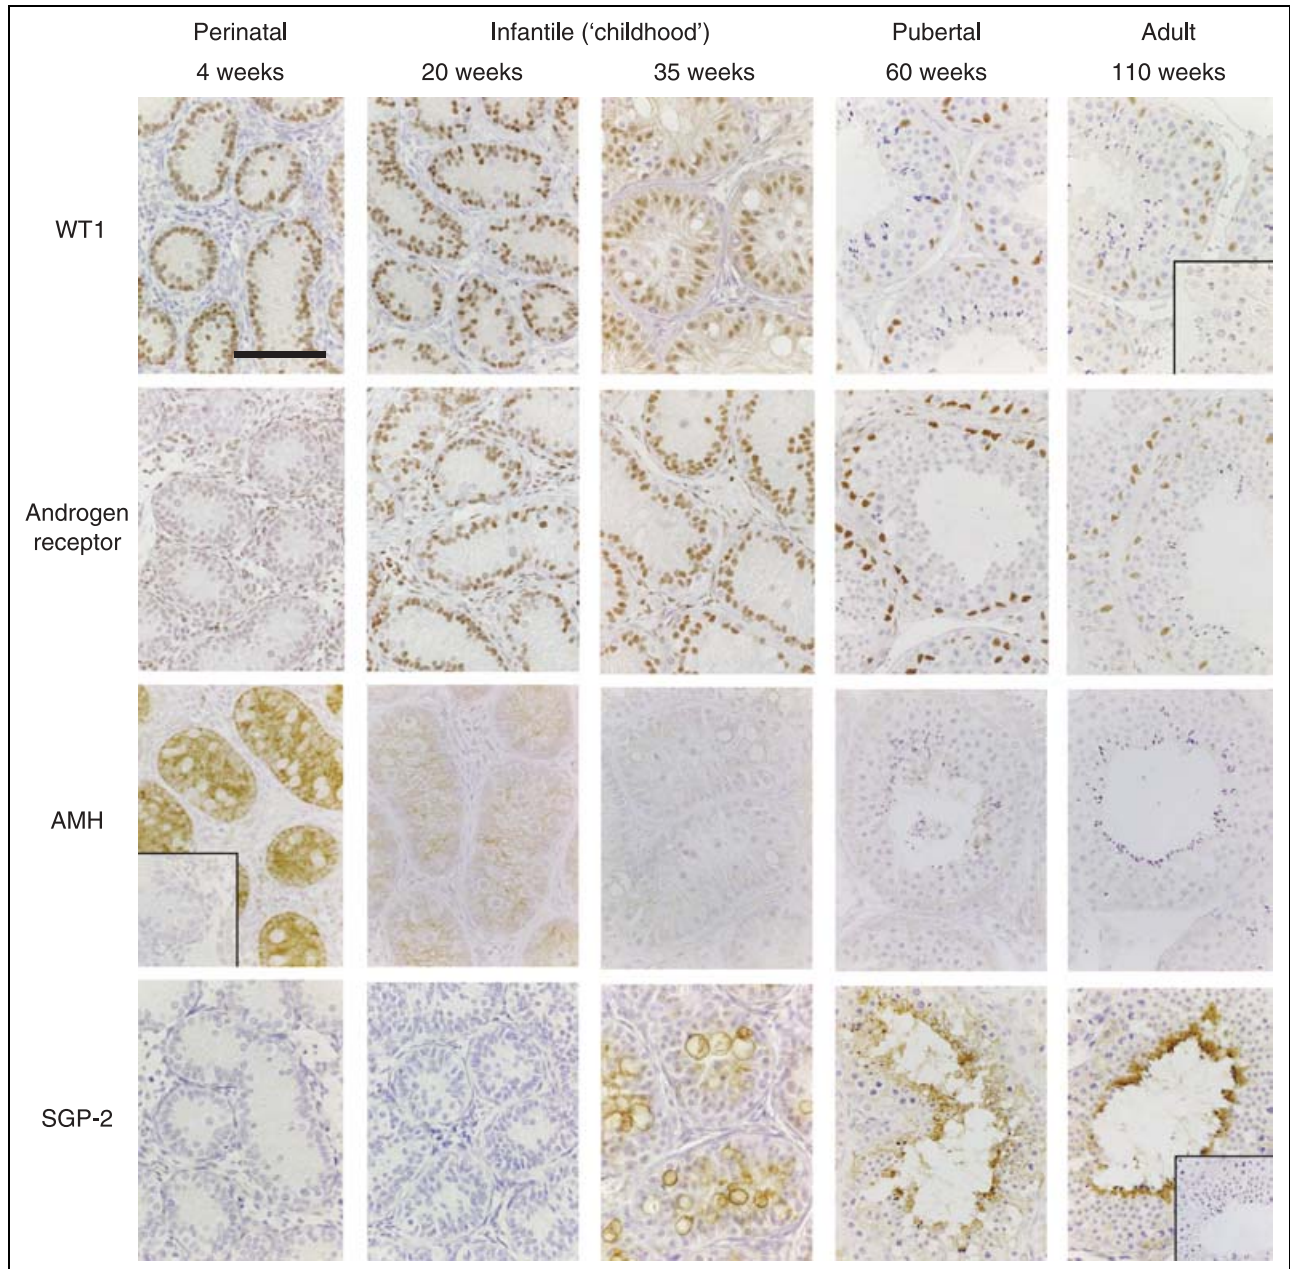 Perinatal Infantile (‘childhood’) Pubertal Adult
4 weeks 20 weeks 35 weeks 60 weeks 110 weeks
WT1
Androgen
receptor
AMH
SGP-2